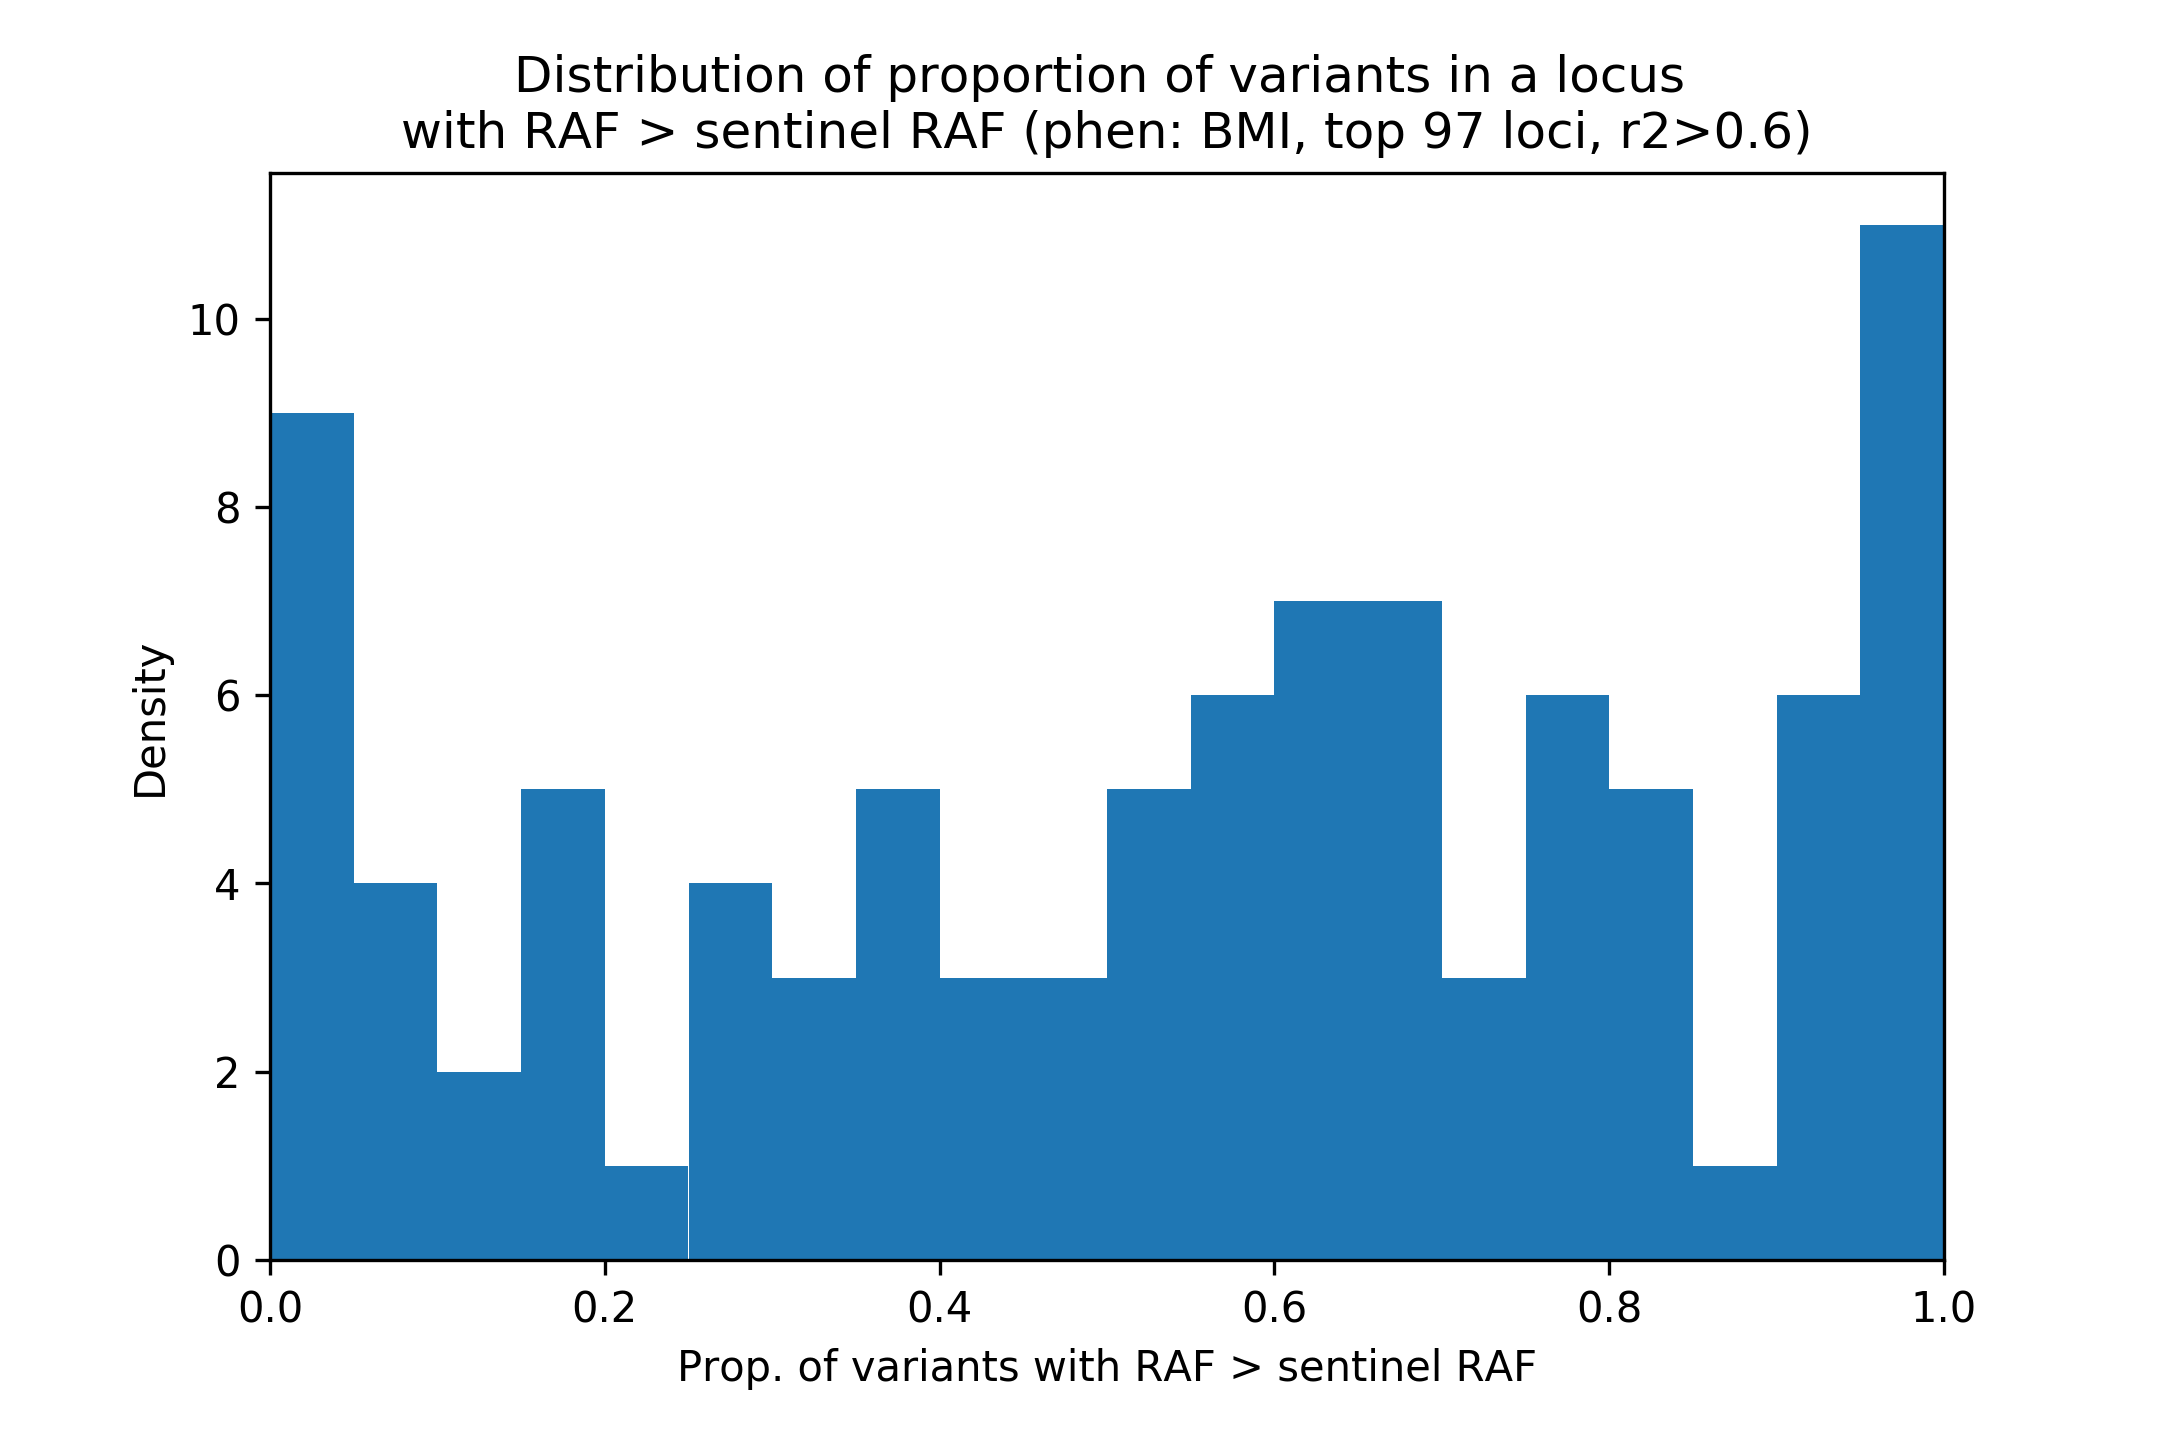 Distribution of proportion of variants in a locus
with RAF > sentinel RAF (phen: BMI, top 97 loci, r2>0.6)
Density
10
8
6
4
2
0
0.0 0.2 0.4 0.6 0.8 1.0
Prop. of variants with RAF > sentinel RAF